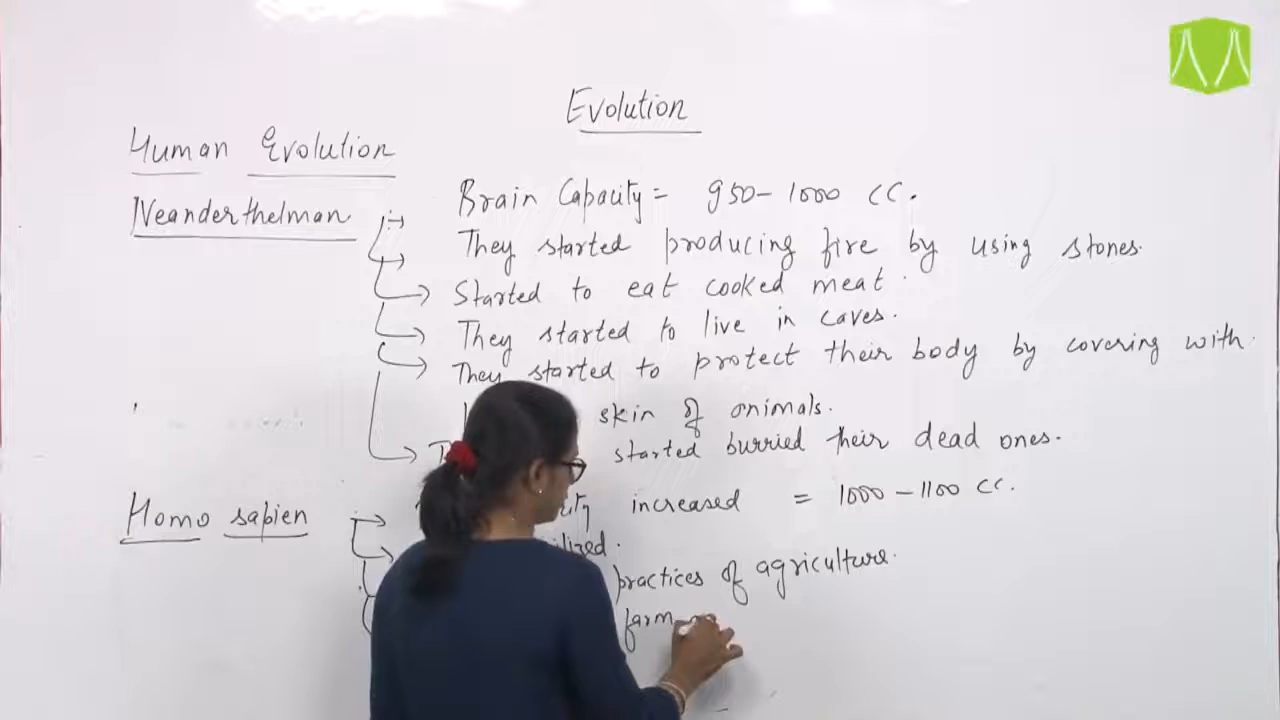 Evolution
Human Evolution
Neanderthelman
Brain Capacity = 950-1000 CC.
They started producing fire by using stones.
Started to eat cooked meat.
They started to live in caves.
They started to protect their body by covering with
skin of animals.
started burried their dead ones.
Homo sapien
increased = 1000-1100 CC.
practices of agriculture.
farm